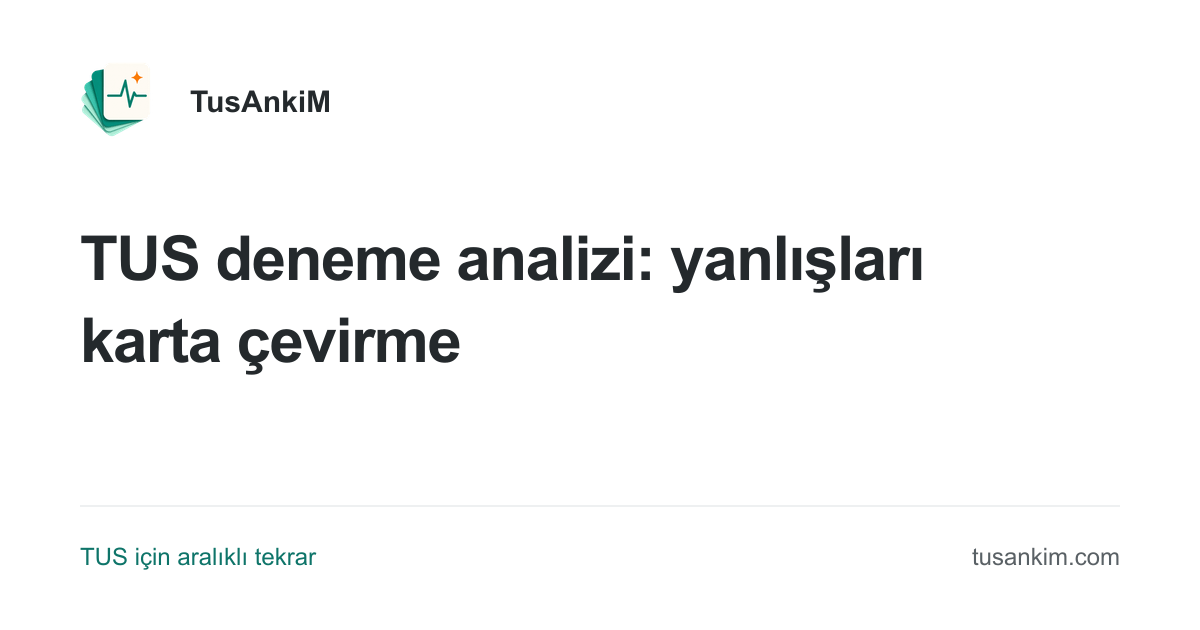 TusAnkiM
TUS deneme analizi: yanlışları
karta çevirme
TUS için aralıklı tekrar
tusankim.com